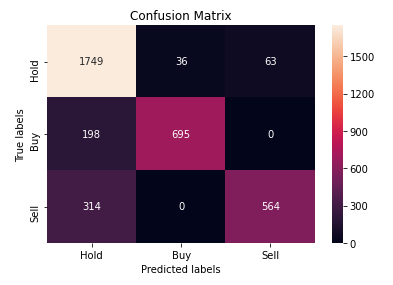 Confusion Matrix
True labels
Hold
1749 36 63
Buy
198 695 0
Sell
314 0 564
Hold Buy Sell
Predicted labels
1500
1200
900
600
300
0